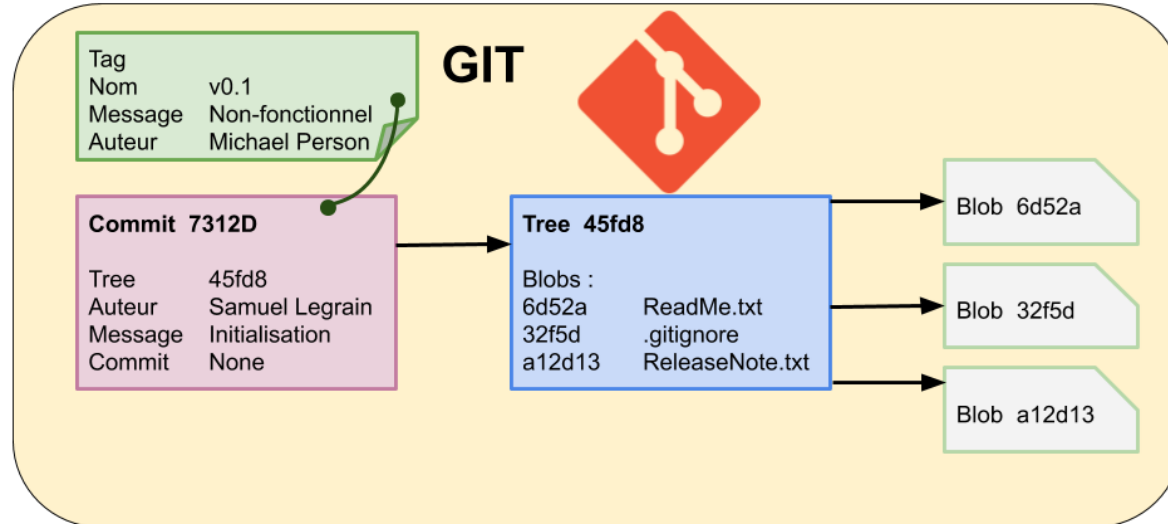 GIT
Tag
Nom v0.1
Message Non-fonctionnel
Auteur Michael Person
Commit 7312D
Tree 45fd8
Auteur Samuel Legrain
Message Initialisation
Commit None
Tree 45fd8
Blobs :
6d52a ReadMe.txt
32f5d .gitignore
a12d13 ReleaseNote.txt
Blob 6d52a
Blob 32f5d
Blob a12d13